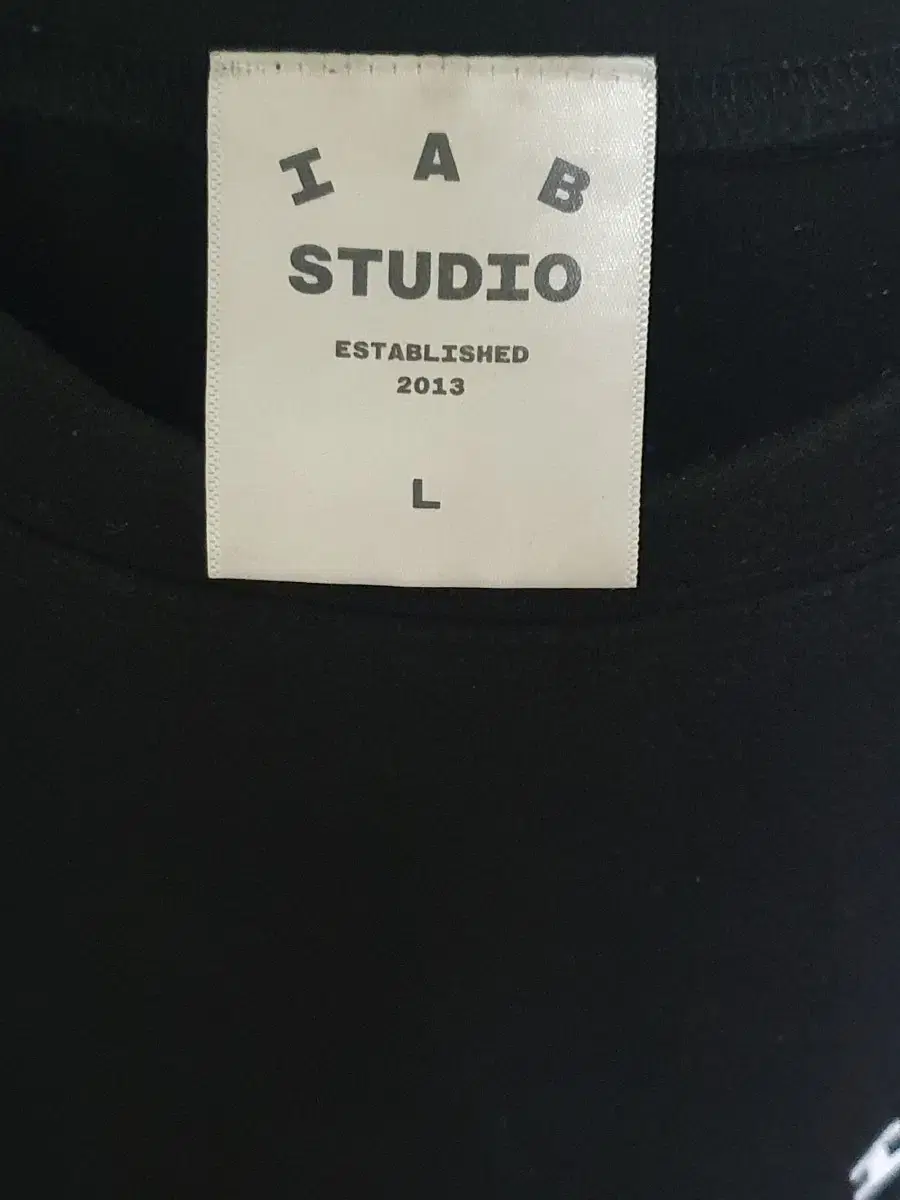 I A B
STUDIO
ESTABLISHED
2013
L